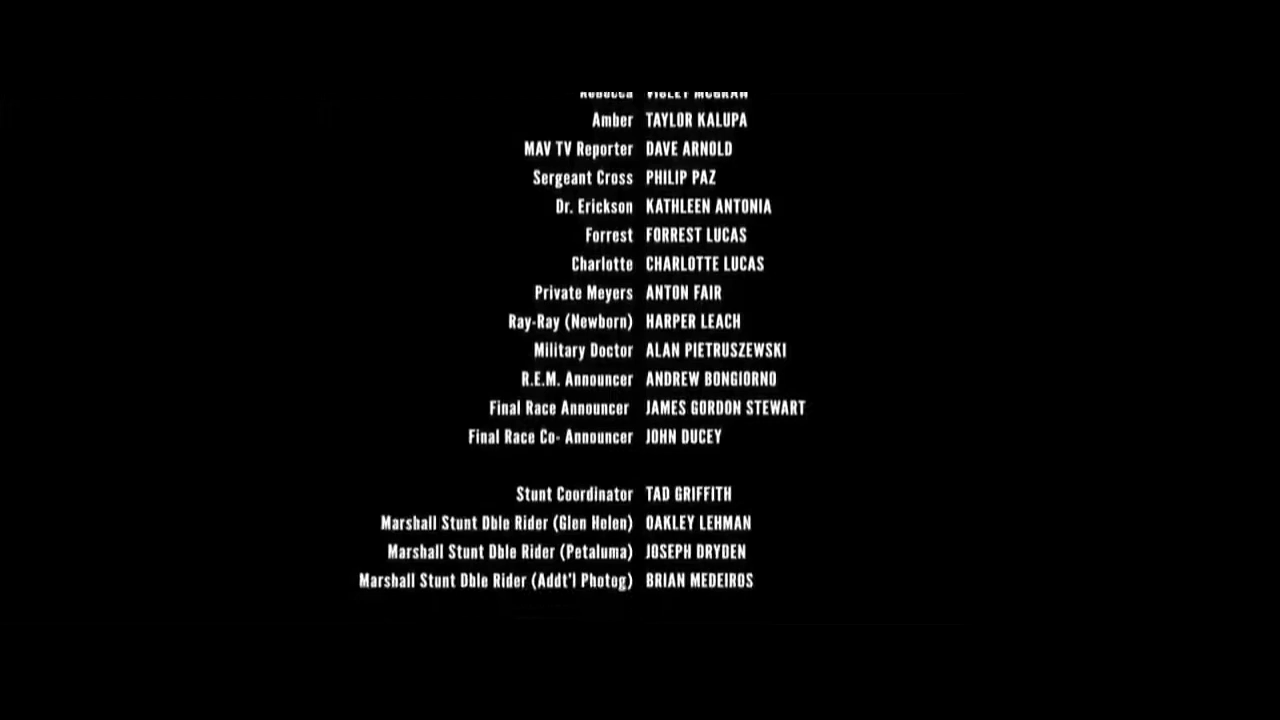 Amber TAYLOR KALUPA
MAV TV Reporter DAVE ARNOLD
Sergeant Cross PHILIP PAZ
Dr. Erickson KATHLEEN ANTONIA
Forrest FORREST LUCAS
Charlotte CHARLOTTE LUCAS
Private Meyers ANTON FAIR
Ray-Ray (Newborn) HARPER LEACH
Military Doctor ALAN PIETRUSZEWSKI
R.E.M. Announcer ANDREW BONGIORNO
Final Race Announcer JAMES GORDON STEWART
Final Race Co- Announcer JOHN DUCEY
Stunt Coordinator TAD GRIFFITH
Marshall Stunt Dble Rider (Glen Helen) OAKLEY LEHMAN
Marshall Stunt Dble Rider (Petaluma) JOSEPH DRYDEN
Marshall Stunt Dble Rider (Addt'l Photog) BRIAN MEDEIROS